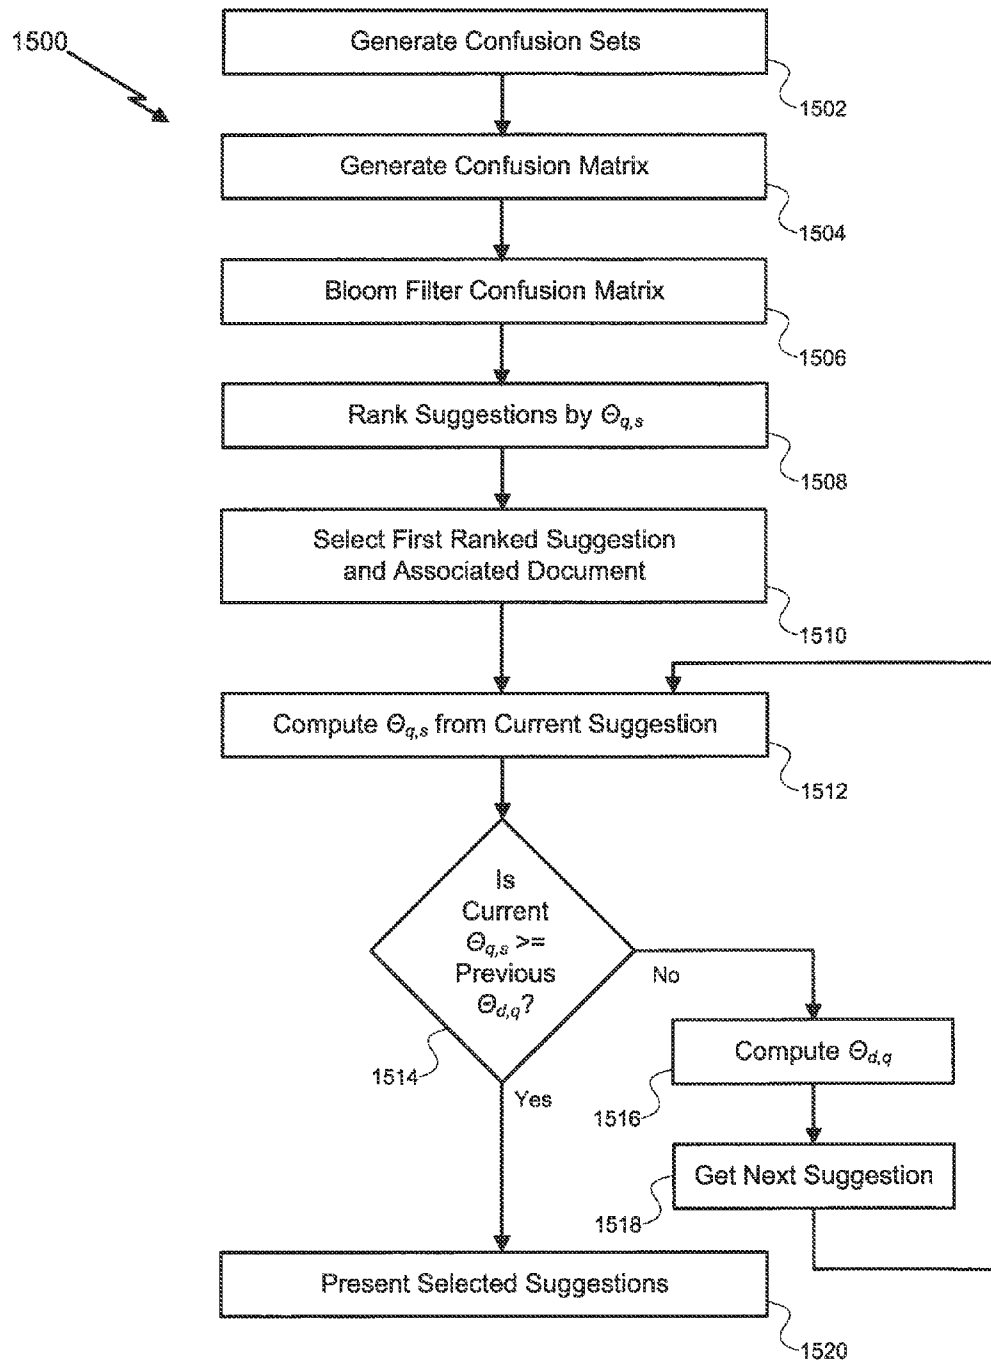 1500
Generate Confusion Sets
1502
Generate Confusion Matrix
1504
Bloom Filter Confusion Matrix
1506
Rank Suggestions by Θq,s
1508
Select First Ranked Suggestion
and Associated Document
1510
Compute Θq,s from Current Suggestion
1512
Is
Current
Θq,s >=
Previous
Θd,q?
1514
No
Yes
Compute Θd,q
1516
Get Next Suggestion
1518
Present Selected Suggestions
1520